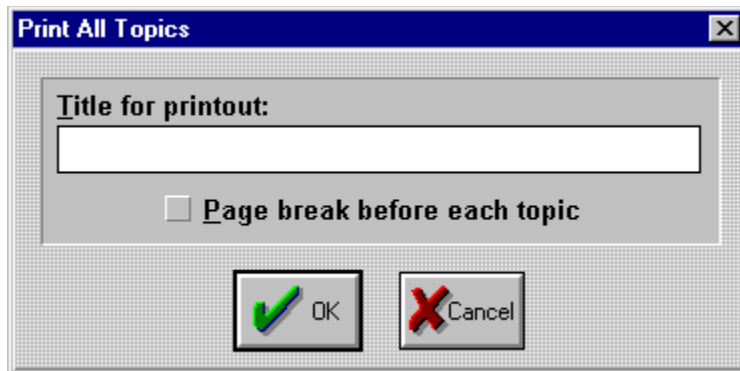 Print All Topics
Title for printout:
Page break before each topic
OK
Cancel